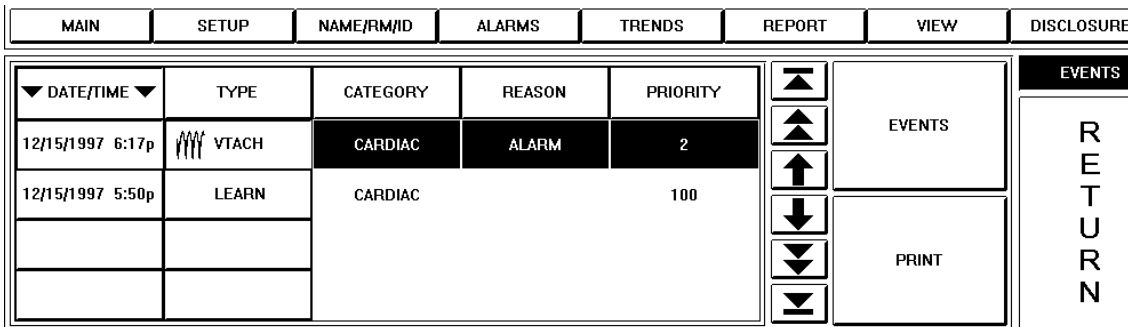 MAIN SETUP NAME/RM/ID ALARMS TRENDS REPORT VIEW DISCLOSURE
DATE/TIME TYPE CATEGORY REASON PRIORITY
12/15/1997 6:17p VTACH CARDIAC ALARM 2
12/15/1997 5:50p LEARN CARDIAC 100
EVENTS
PRINT
EVENTS
RETURN